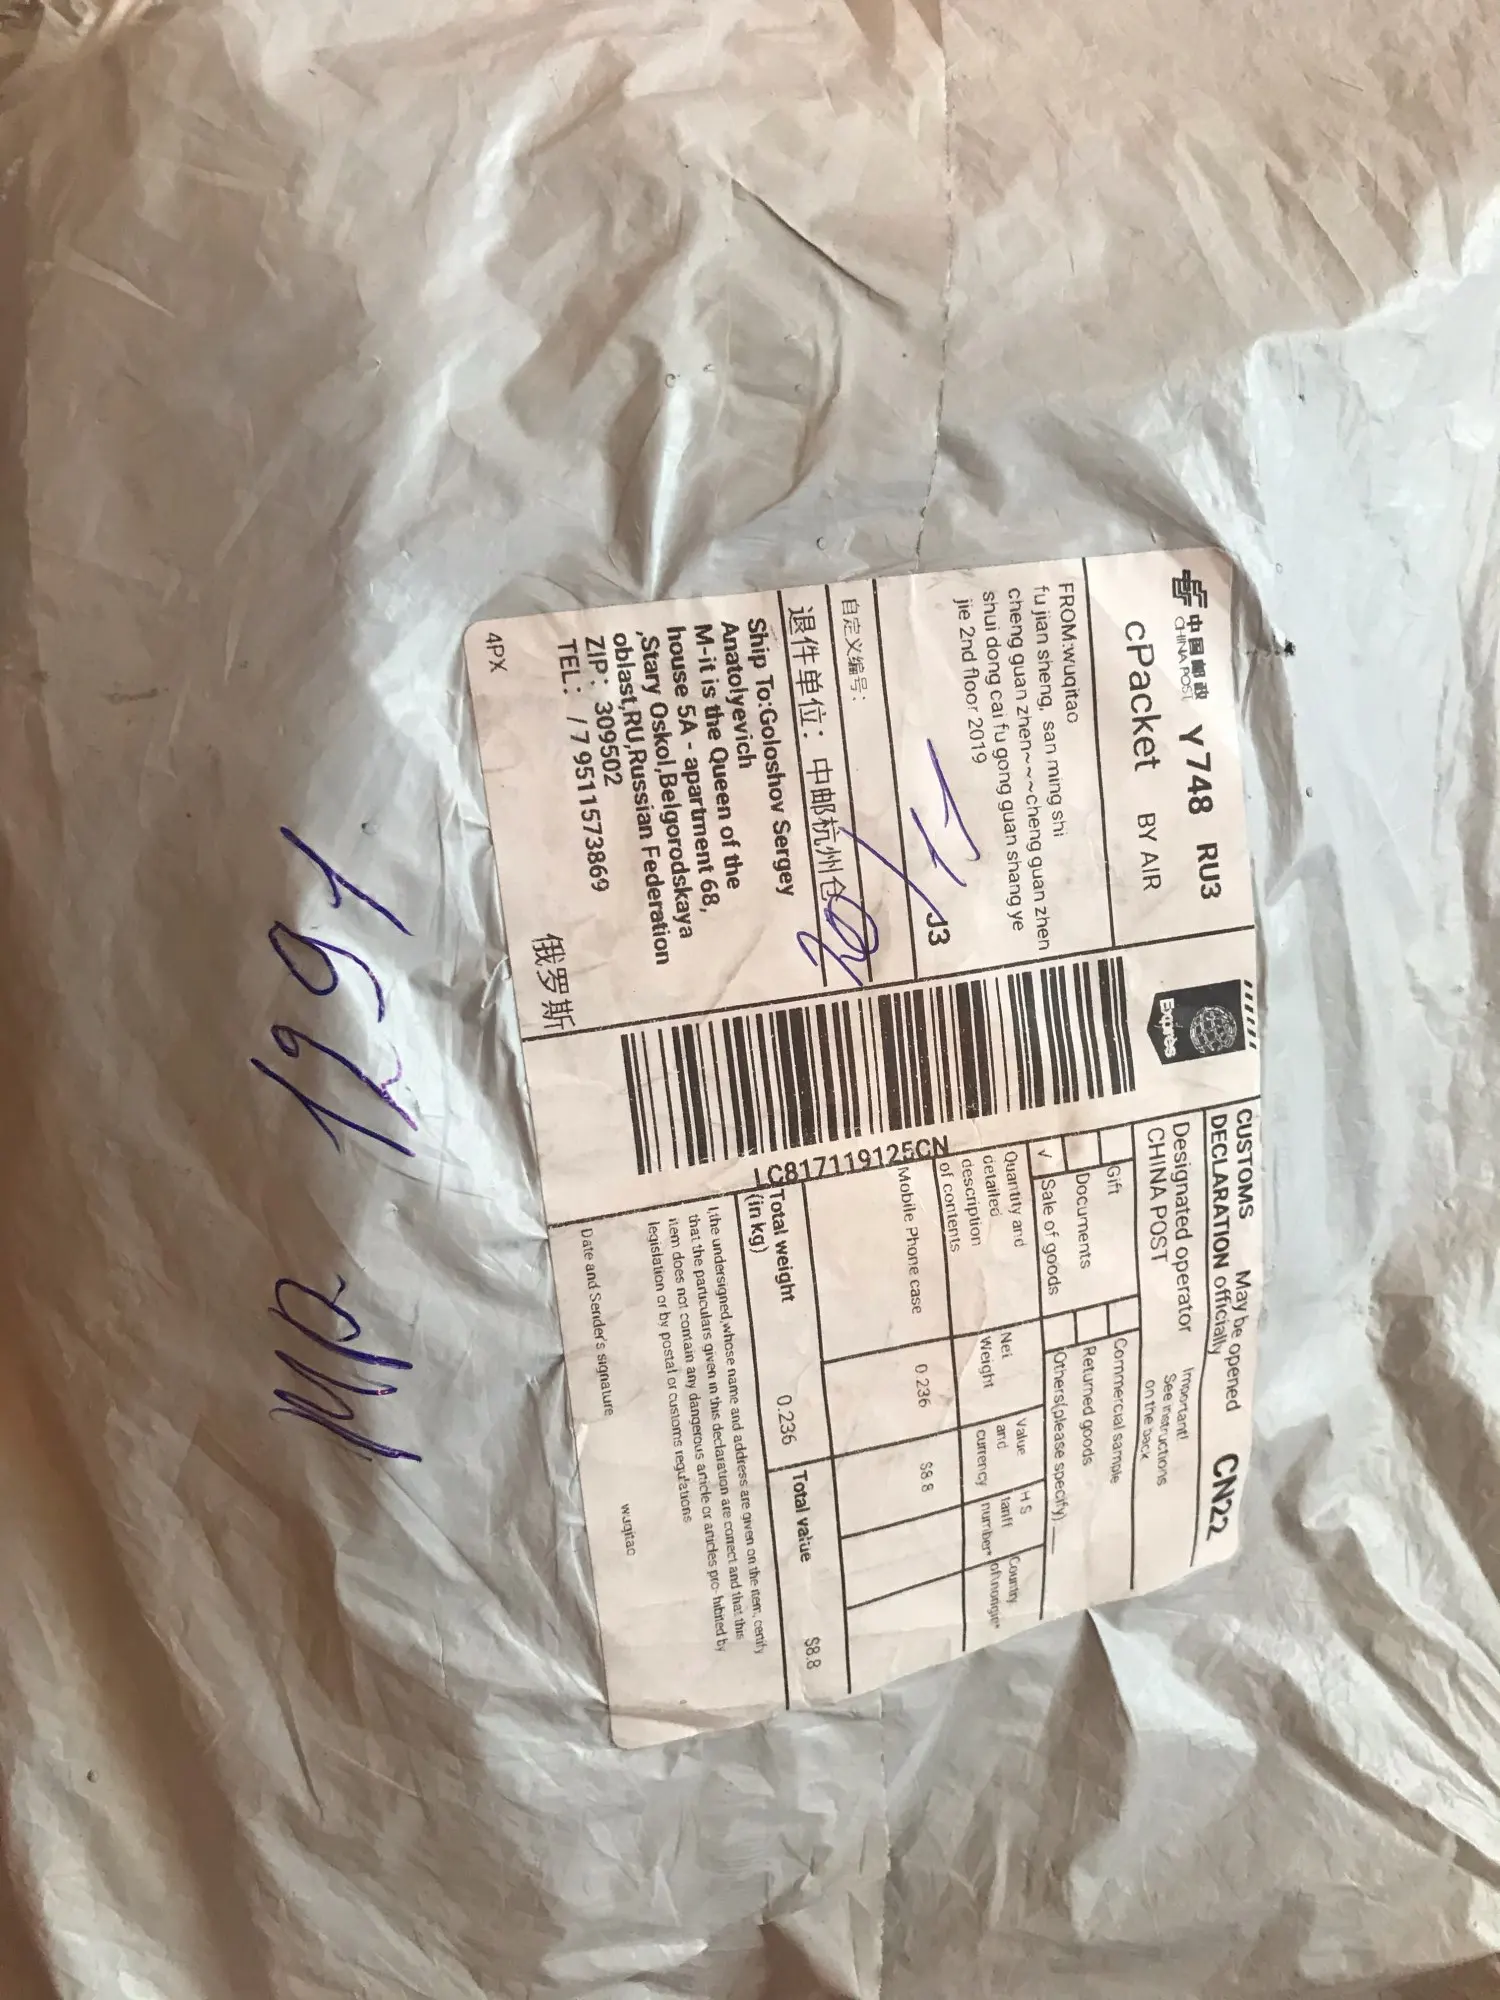 中国邮政
CHINA POST
Y748 RU3
cPacket BY AIR
FROM:wuqitao
fu jian sheng, san ming shi
cheng guan zhen~~~cheng guan zhen
shui dong cai fu gong guan shang ye
jie 2nd floor 2019
J3
自定义编号:
退件单位: 中邮杭州仓
Ship To:Goloshov Sergey
Anatolyevich
M-it is the Queen of the
house 5A - apartment 68,
,Stary Oskol,Belgorodskaya
oblast,RU,Russian Federation
ZIP: 309502
TEL: /79511573869
俄罗斯
4PX
Exprès
LC817119125CN
CUSTOMS May be opened CN22
DECLARATION officially
Designated operator Important!
CHINA POST See instructions
on the back
Gift Commercial sample
Documents Returned goods
√ Sale of goods Others(please specify)
Quantity and detailed description of contents
Net Weight
Value and currency
HS tariff number*
Country of norigin*
Mobile Phone case 0.236 $8.8
Total weight (in kg) 0.236 Total value $8.8
I,the undersigned,whose name and address are given on the item, certify
that the particulars given in this declaration are correct and that this
item does not contain any dangerous article or articles pro- hibited by
legislation or by postal or customs regulations
Date and Sender's signature wuqitao
1291